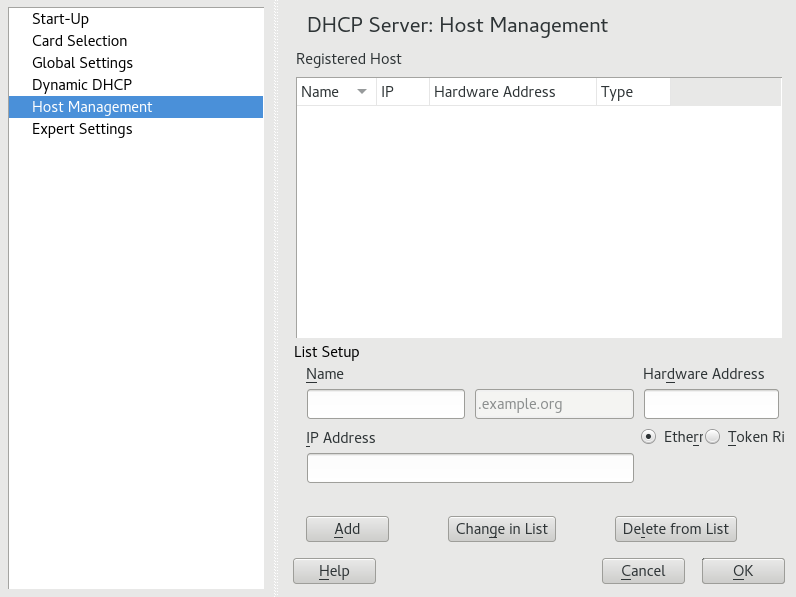 Start-Up
Card Selection
Global Settings
Dynamic DHCP
Host Management
Expert Settings
DHCP Server: Host Management
Registered Host
Name IP Hardware Address Type
List Setup
Name Hardware Address
.example.org
IP Address Ethern Token Ri
Add Change in List Delete from List
Help Cancel OK